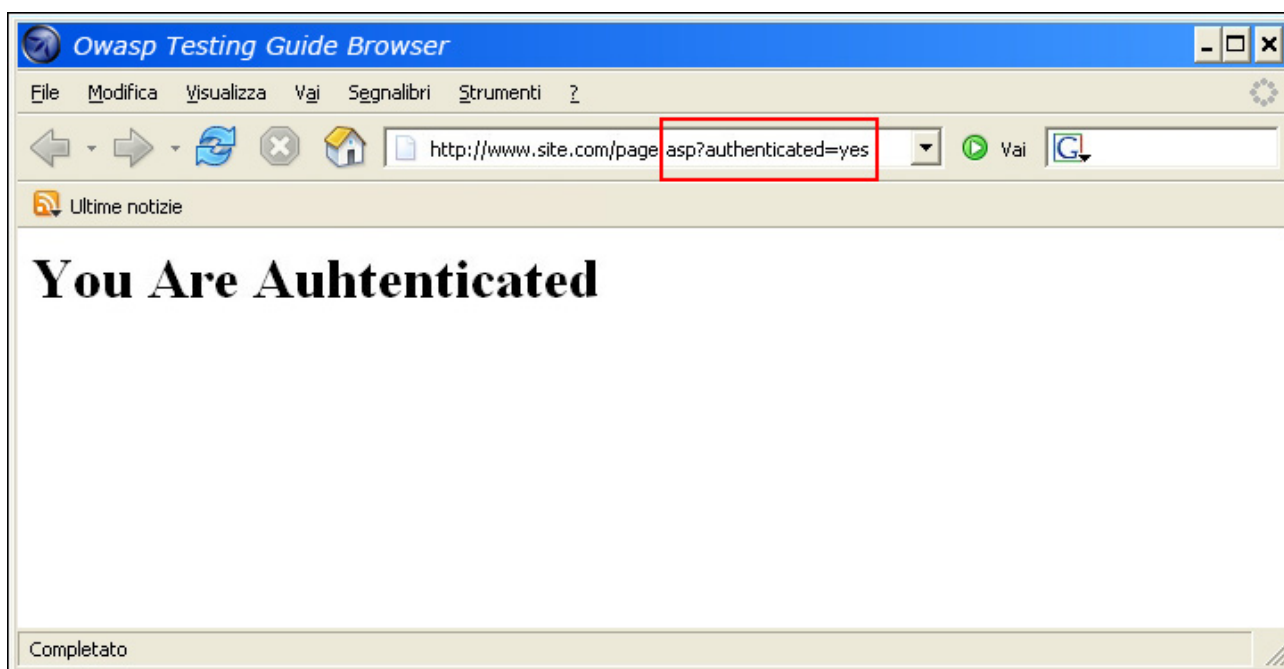 Owasp Testing Guide Browser
File Modifica Visualizza Vai Segnalibri Strumenti ?
http://www.site.com/page.asp?authenticated=yes Vai G
Ultime notizie
You Are Auhtenticated
Completato